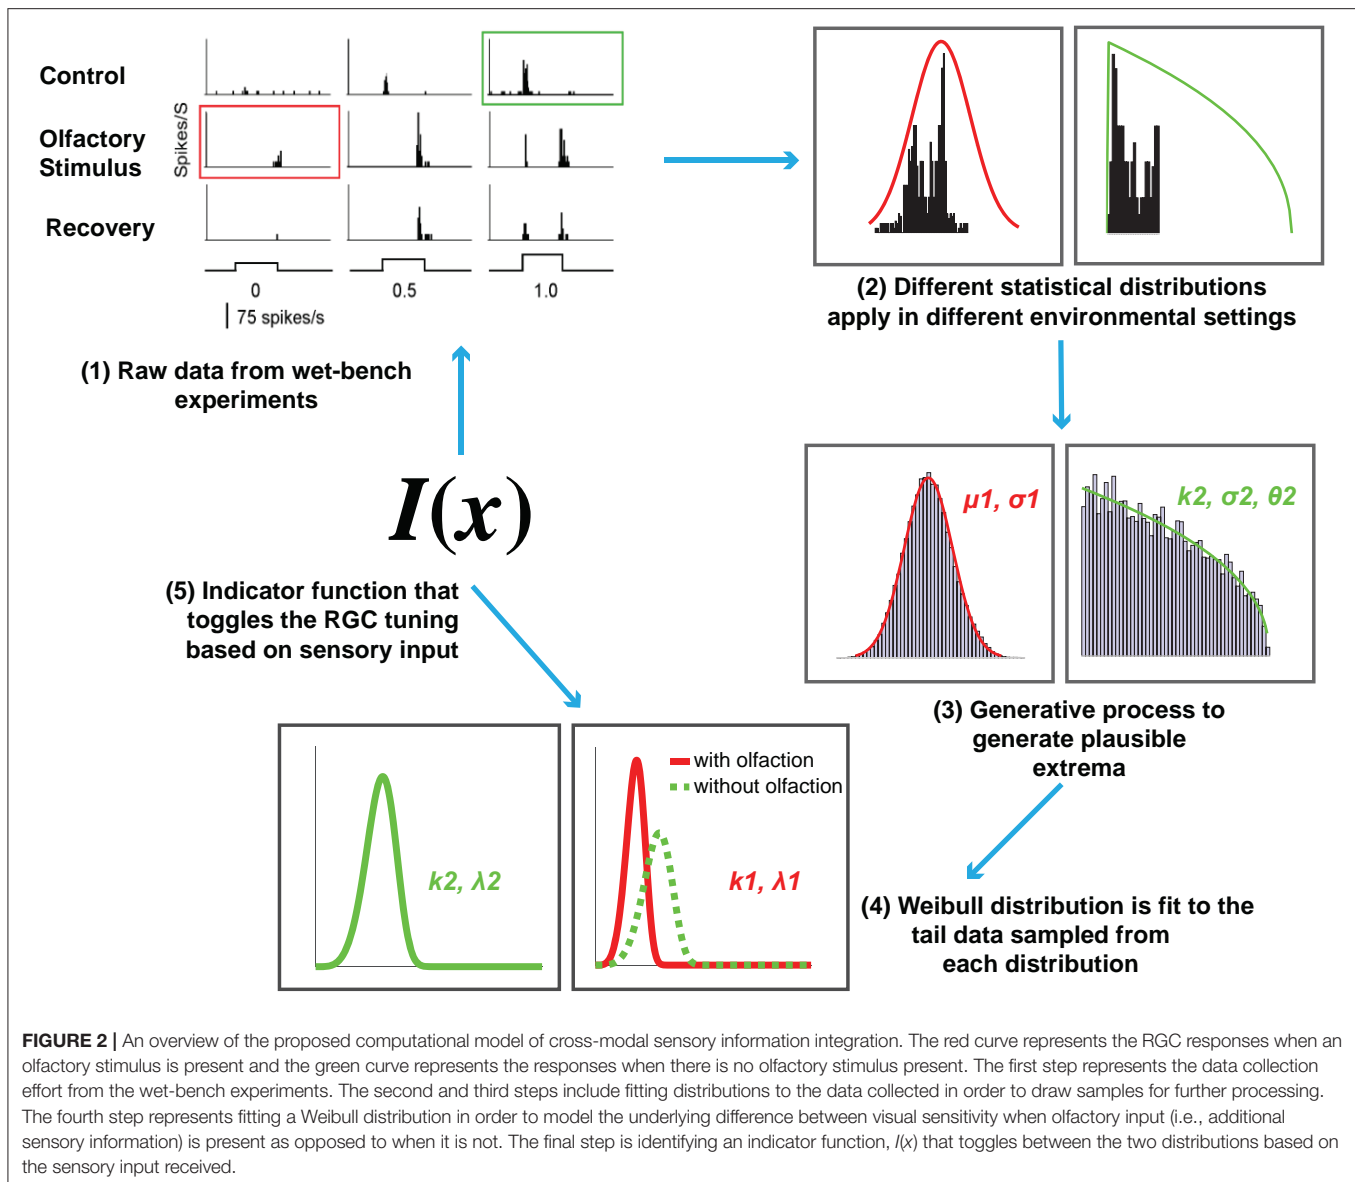 Control
Olfactory
Stimulus
Recovery
Spikes/S
0
0.5
1.0
75 spikes/s
(1) Raw data from wet-bench
experiments
(2) Different statistical distributions
apply in different environmental settings
μ1, σ1
k2, σ2, θ2
(3) Generative process to
generate plausible
extrema
(4) Weibull distribution is fit to the
tail data sampled from
each distribution
I(x)
(5) Indicator function that
toggles the RGC tuning
based on sensory input
k2, λ2
with olfaction
without olfaction
k1, λ1
FIGURE 2 | An overview of the proposed computational model of cross-modal sensory information integration. The red curve represents the RGC responses when an
olfactory stimulus is present and the green curve represents the responses when there is no olfactory stimulus present. The first step represents the data collection
effort from the wet-bench experiments. The second and third steps include fitting distributions to the data collected in order to draw samples for further processing.
The fourth step represents fitting a Weibull distribution in order to model the underlying difference between visual sensitivity when olfactory input (i.e., additional
sensory information) is present as opposed to when it is not. The final step is identifying an indicator function, I(x) that toggles between the two distributions based on
the sensory input received.